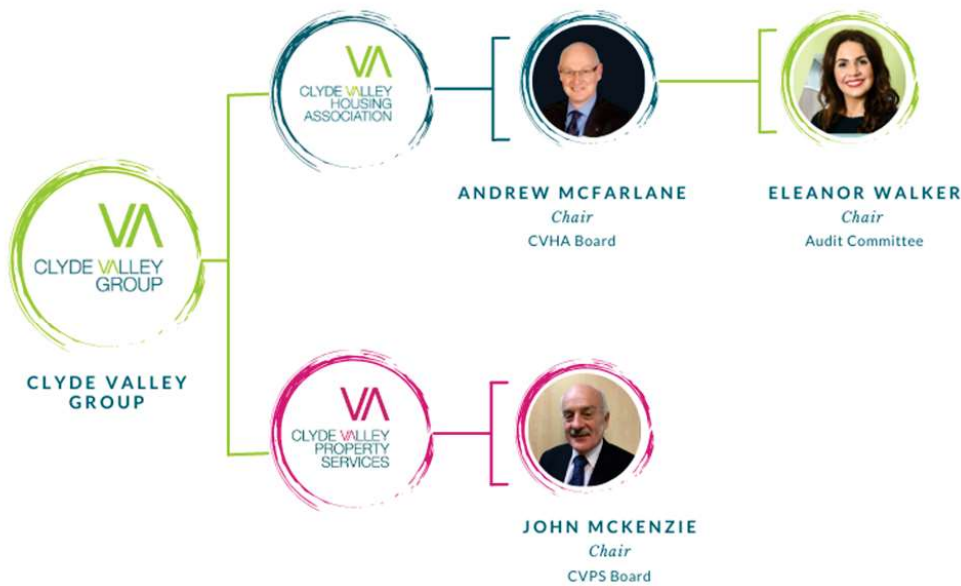 VA
CLYDE VALLEY
HOUSING
ASSOCIATION
ANDREW MCFARLANE
Chair
CVHA Board
ELEANOR WALKER
Chair
Audit Committee
VA
CLYDE VALLEY
GROUP
CLYDE VALLEY
GROUP
VA
CLYDE VALLEY
PROPERTY
SERVICES
JOHN MCKENZIE
Chair
CVPS Board